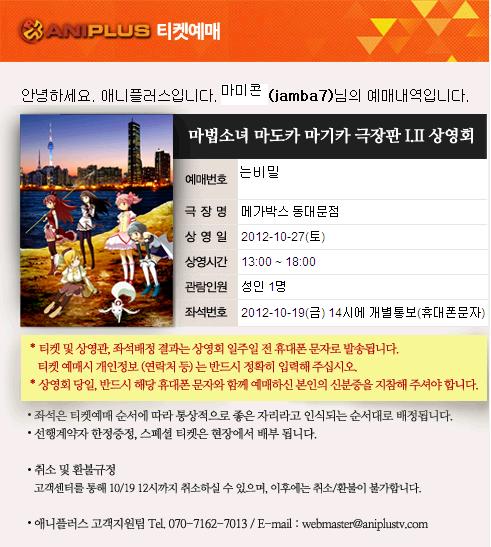 ANIPLUS 티켓예매
안녕하세요. 애니플러스입니다. 마미콘 (jamba7)님의 예매내역입니다.
마법소녀 마도카 마기카 극장판 I.II 상영회
예매번호 는비밀
극 장 명 메가박스 동대문점
상 영 일 2012-10-27(토)
상영시간 13:00 ~ 18:00
관람인원 성인 1명
좌석번호 2012-10-19(금) 14시에 개별통보(휴대폰문자)
* 티켓 및 상영관, 좌석배정 결과는 상영회 일주일 전 휴대폰 문자로 발송됩니다.
티켓 예매시 개인정보 (연락처 등) 는 반드시 정확히 입력해 주십시오.
* 상영회 당일, 반드시 해당 휴대폰 문자와 함께 예매하신 본인의 신분증을 지참해 주셔야 합니다.
• 좌석은 티켓예매 순서에 따라 통상적으로 좋은 자리라고 인식되는 순서대로 배정됩니다.
• 선행계약자 한정증정, 스페셜 티켓은 현장에서 배부 됩니다.
• 취소 및 환불규정
고객센터를 통해 10/19 12시까지 취소하실 수 있으며, 이후에는 취소/환불이 불가합니다.
• 애니플러스 고객지원팀 Tel. 070-7162-7013 / E-mail : webmaster@aniplustv.com